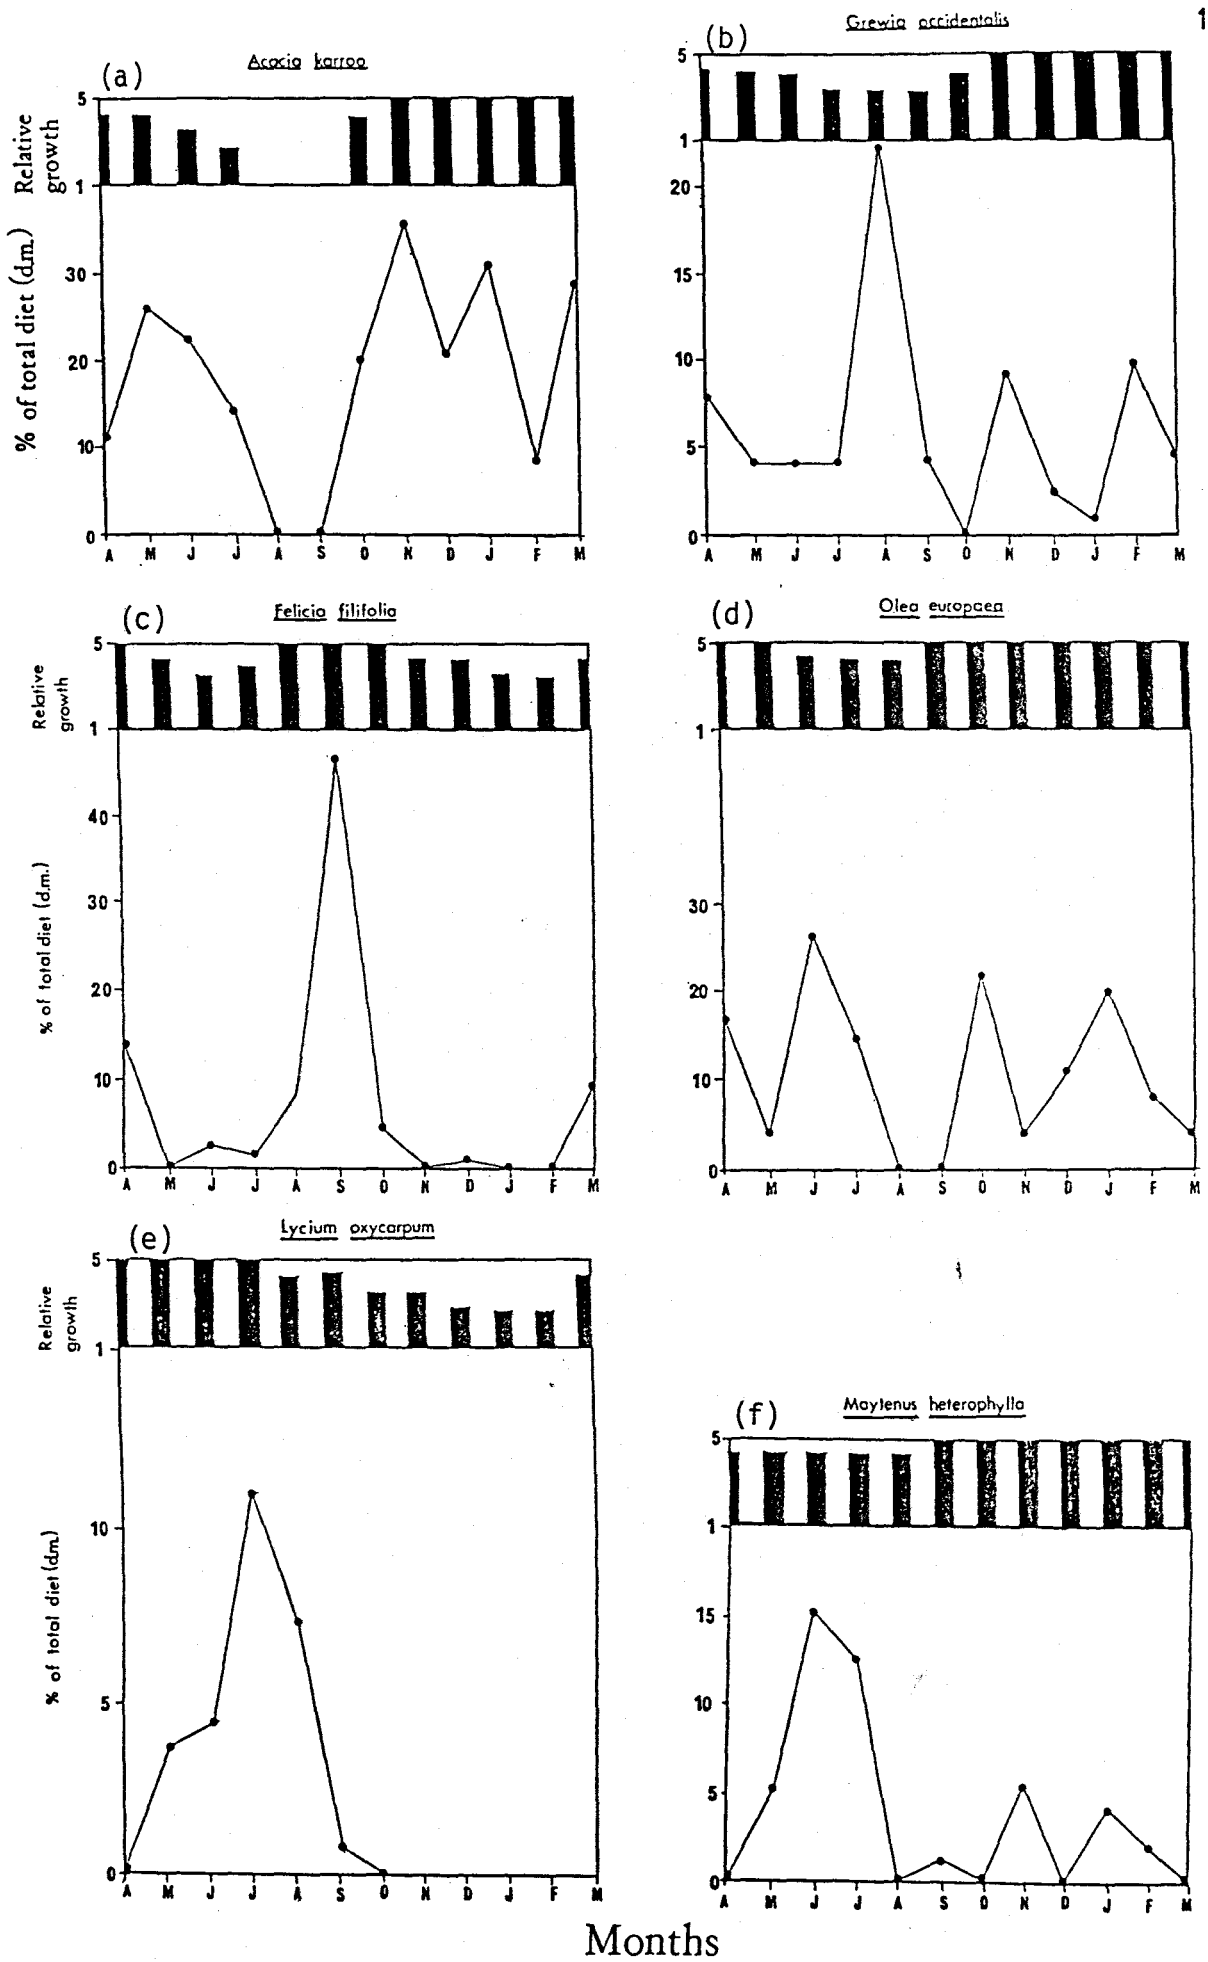 1
(a) Acacia karroo
Relative growth
5
1
% of total diet (d.m.)
30
20
10
0
A M J J A S O N D J F M
(b) Grewia occidentalis
5
1
20
15
10
5
0
A M J J A S O N D J F M
(c) Felicia filifolia
Relative growth
5
1
% of total diet (d.m.)
40
30
20
10
0
A M J J A S O N D J F M
(d) Olea europaea
5
1
30
20
10
0
A M J J A S O N D J F M
(e) Lycium oxycarpum
Relative growth
5
1
% of total diet (d.m.)
10
5
0
A M J J A S O N D J F M
(f) Maytenus heterophylla
5
1
15
10
5
0
A M J J A S O N D J F M
Months